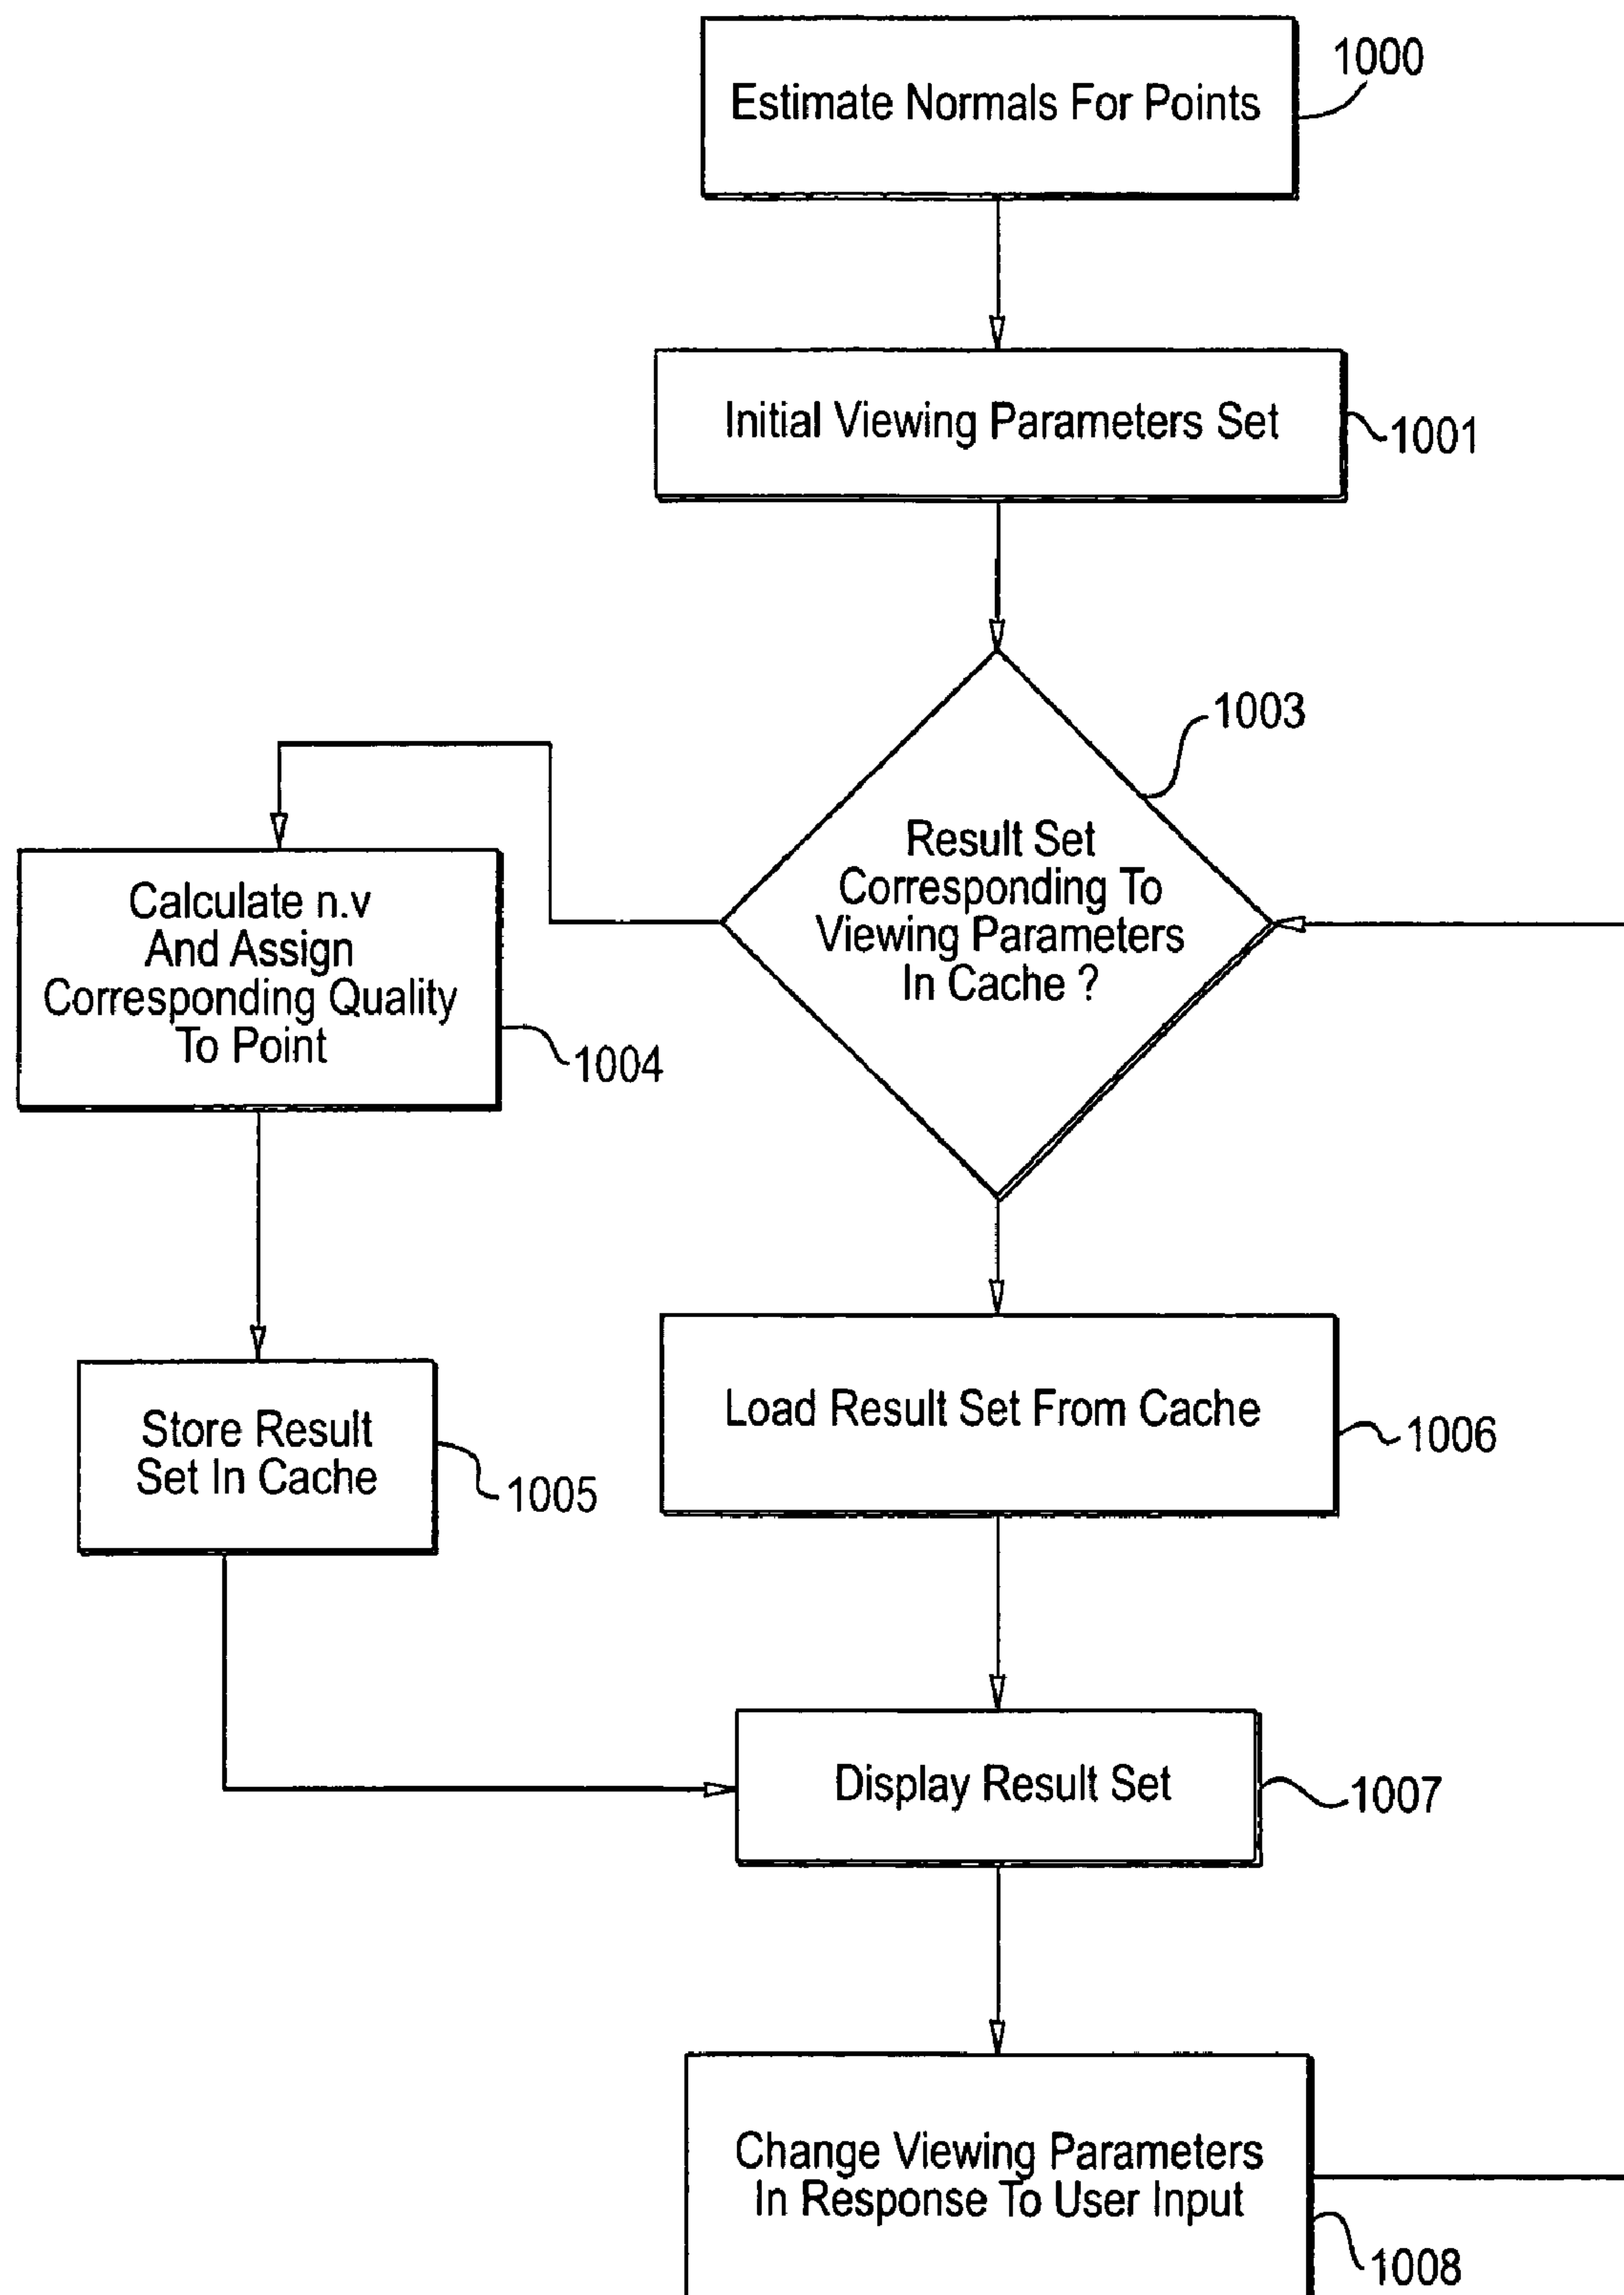 Estimate Normals For Points
1000
Initial Viewing Parameters Set
1001
1003
Result Set
Corresponding To
Viewing Parameters
In Cache ?
Calculate n.v
And Assign
Corresponding Quality
To Point
1004
Load Result Set From Cache
1006
Store Result
Set In Cache
1005
Display Result Set
1007
Change Viewing Parameters
In Response To User Input
1008